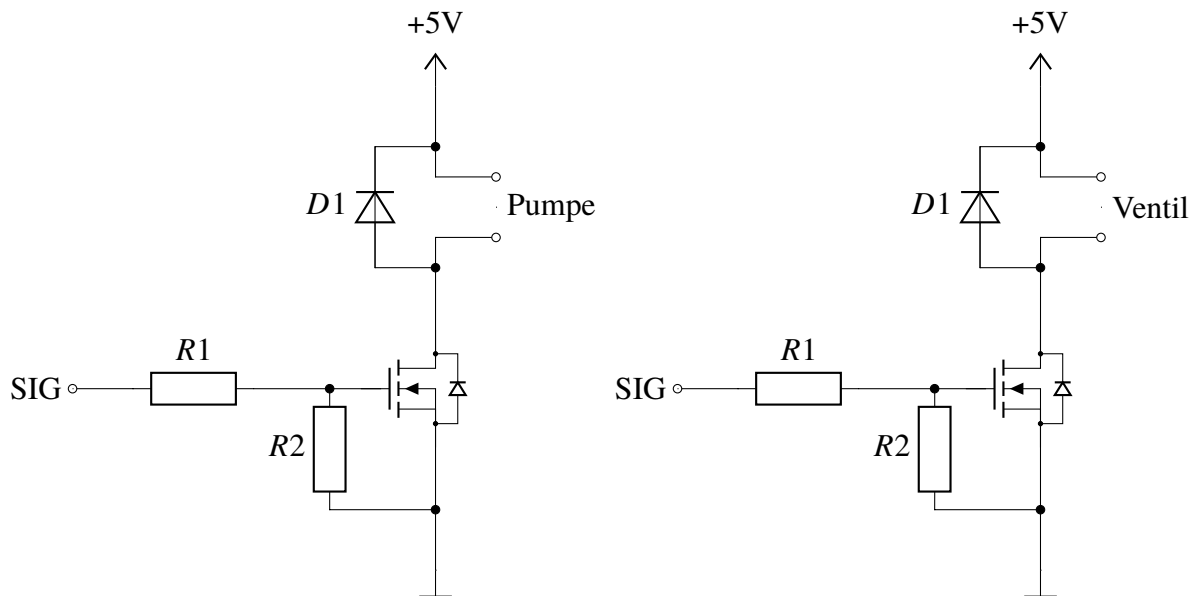 +5V
D1
Pumpe
R1
SIG
R2
+5V
D1
Ventil
R1
SIG
R2